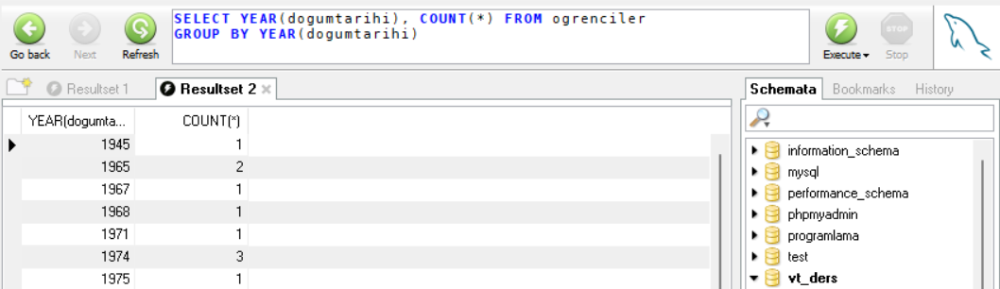 SELECT YEAR(dogumtarihi), COUNT(*) FROM ogrenciler
GROUP BY YEAR(dogumtarihi)
Go back Next Refresh Execute Stop
STOP
Resultset 1 Resultset 2
Schemata Bookmarks History
YEAR(dogumta... COUNT(*)
1945 1
1965 2
1967 1
1968 1
1971 1
1974 3
1975 1
information_schema
mysql
performance_schema
phpmyadmin
programlama
test
vt_ders